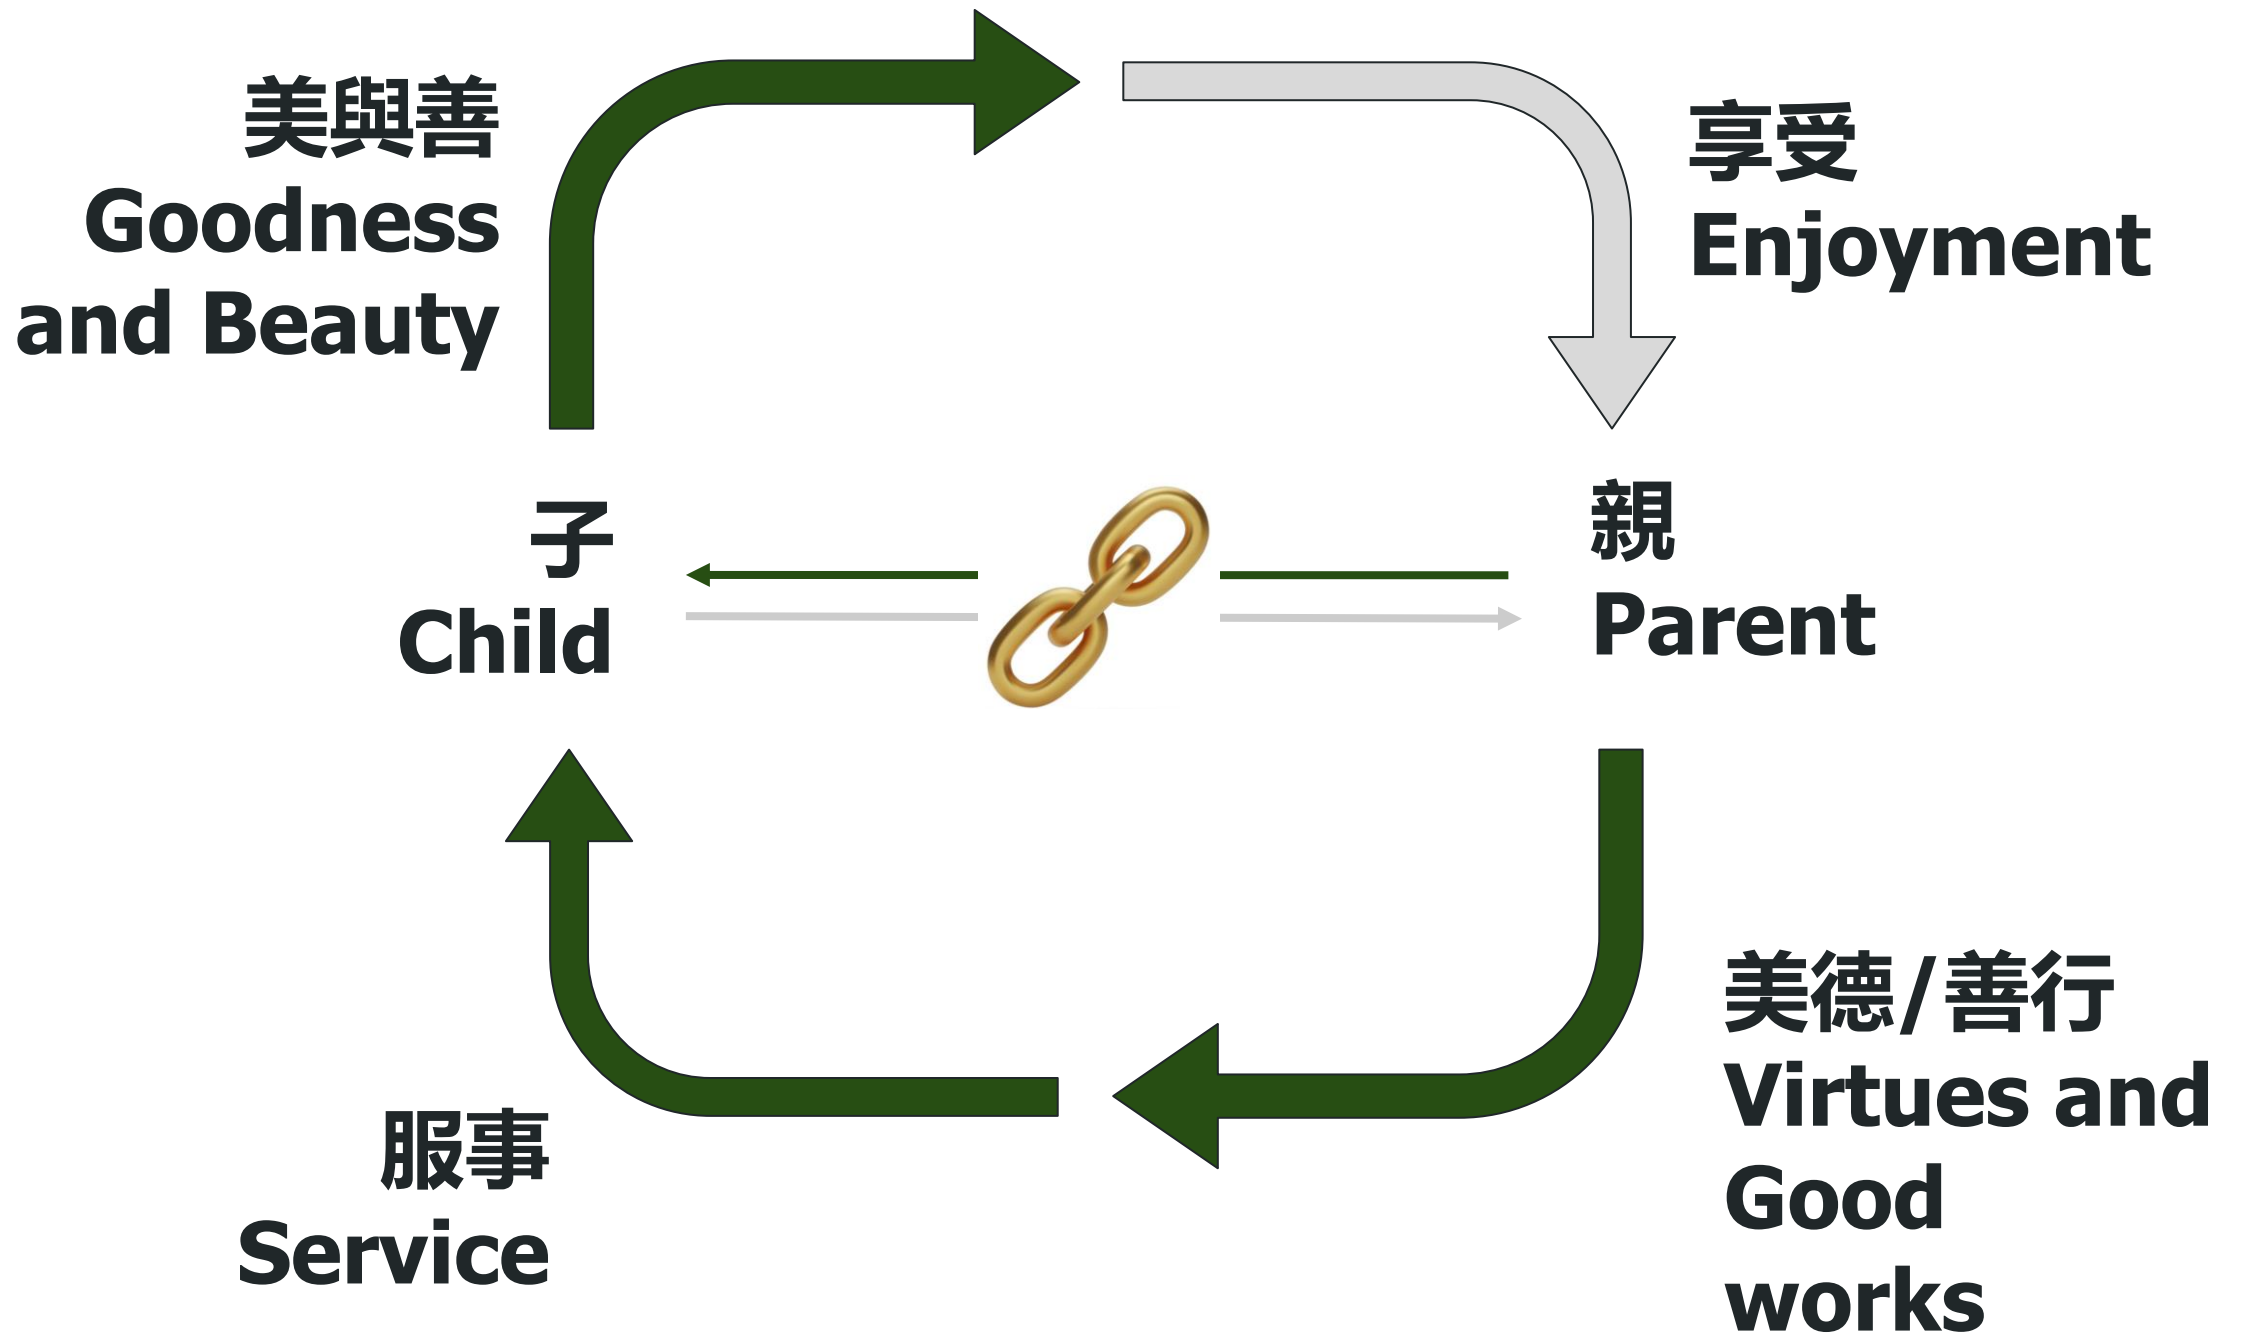 美與善
Goodness
and Beauty
享受
Enjoyment
子
Child
親
Parent
服事
Service
美德/善行
Virtues and
Good
works